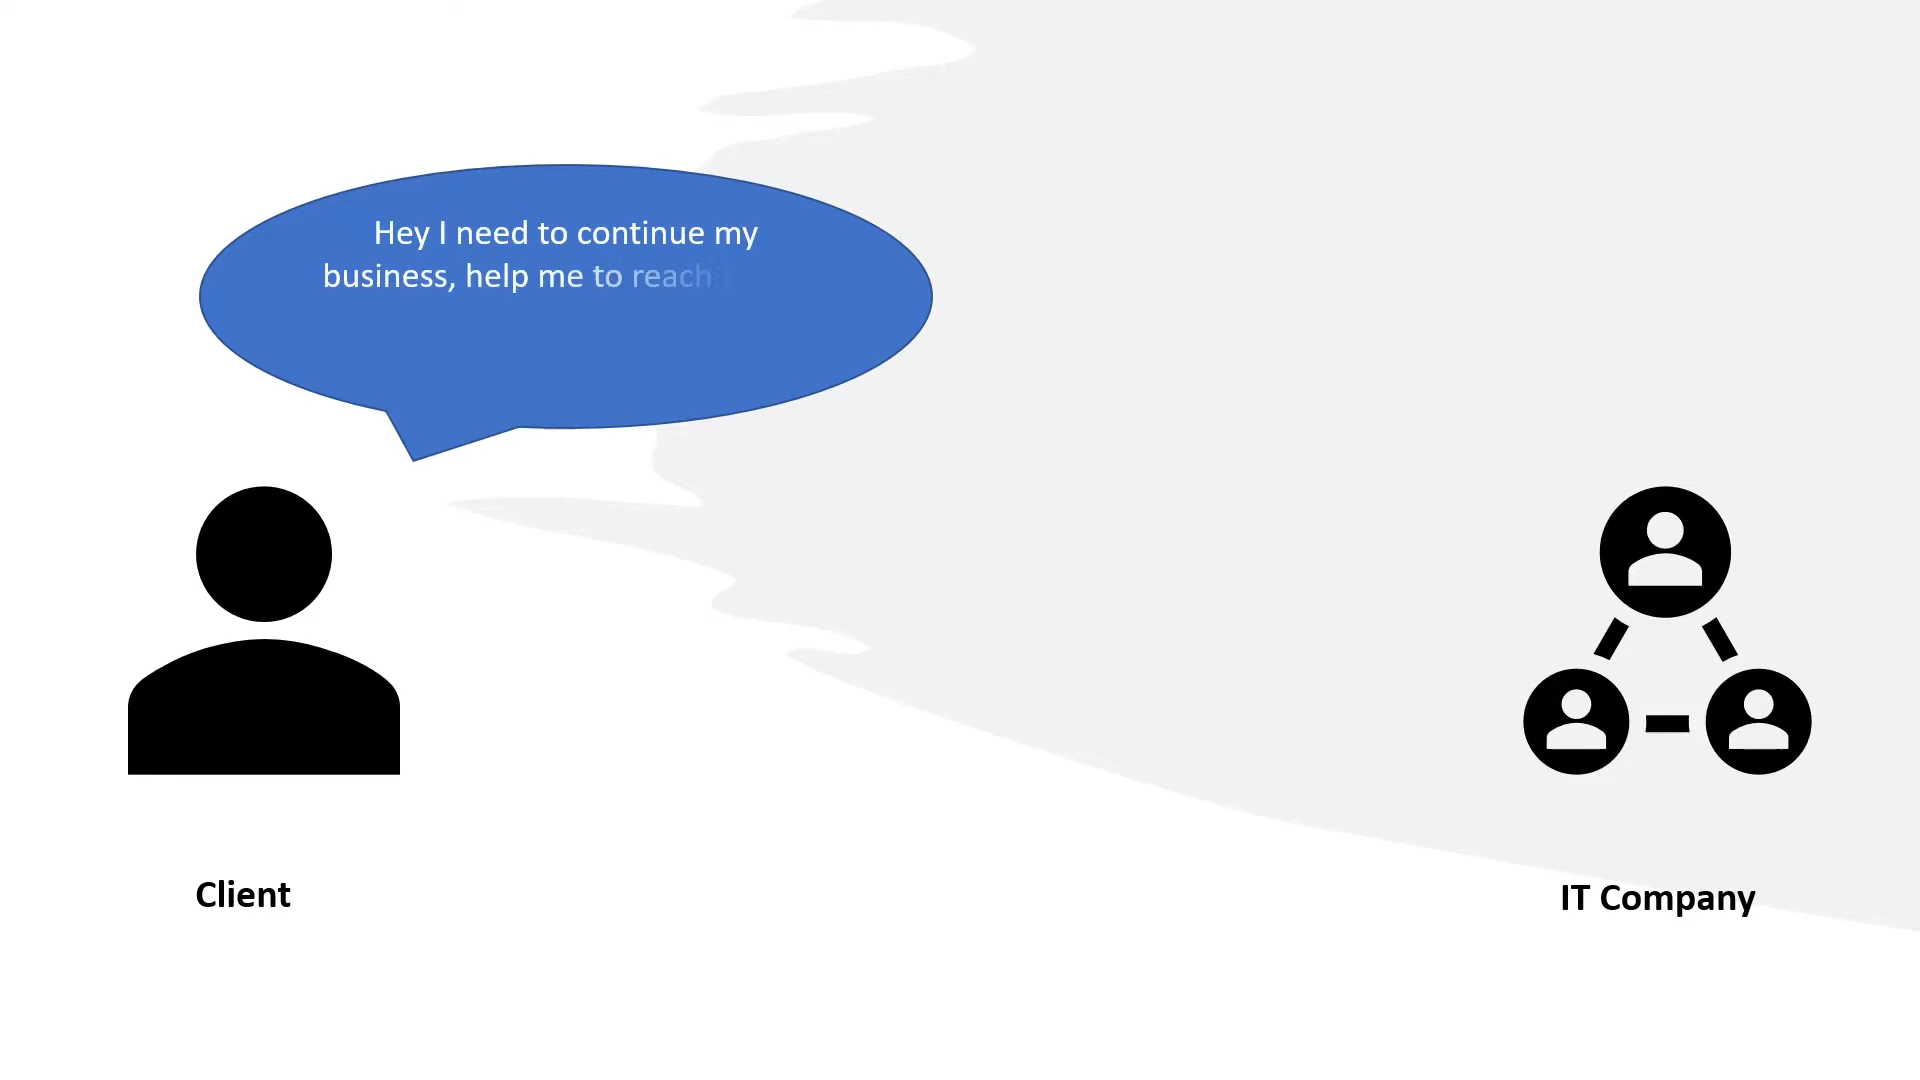 Hey I need to continue my
business, help me to reach
Client
IT Company